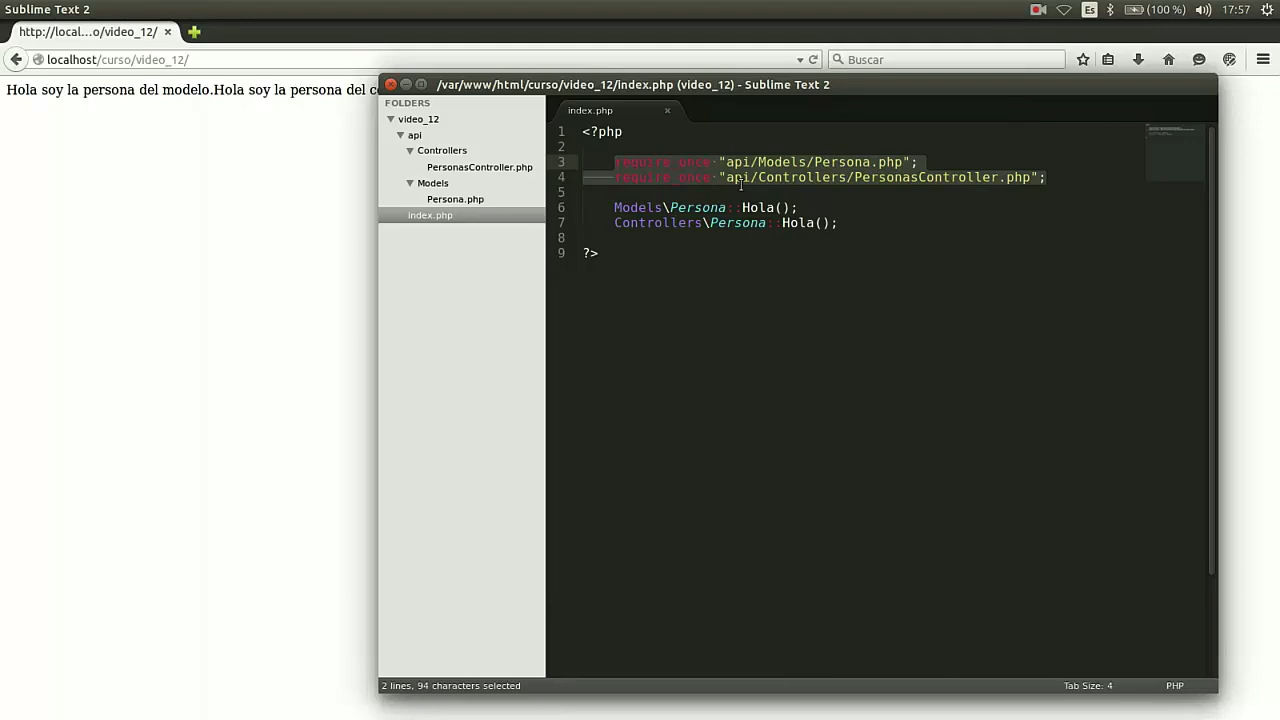 Sublime Text 2
Es
(100 %)
17:57
http://local...o/video_12/
localhost/curso/video_12/
Buscar
Hola soy la persona del modelo.Hola soy la persona del c
/var/www/html/curso/video_12/index.php (video_12) - Sublime Text 2
FOLDERS
video_12
api
Controllers
PersonasController.php
Models
Persona.php
index.php
index.php
1 <?php
2
3 require_once "api/Models/Persona.php";
4 require_once "api/Controllers/PersonasController.php";
5
6 Models\Persona::Hola();
7 Controllers\Persona::Hola();
8
9 ?>
2 lines, 94 characters selected
Tab Size: 4
PHP